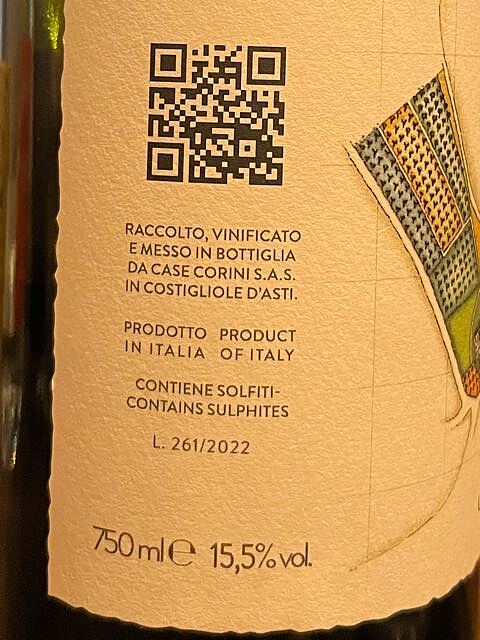 RACCOLTO, VINIFICATO
E MESSO IN BOTTIGLIA
DA CASE CORINI S.A.S.
IN COSTIGLIOLE D'ASTI.
PRODOTTO PRODUCT
IN ITALIA OF ITALY
CONTIENE SOLFITI-
CONTAINS SULPHITES
L. 261/2022
750 ml ℮ 15,5% vol.